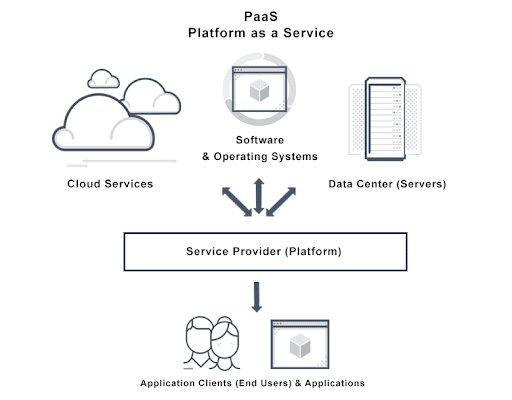 PaaS
Platform as a Service
Software
& Operating Systems
Cloud Services
Data Center (Servers)
Service Provider (Platform)
Application Clients (End Users) & Applications